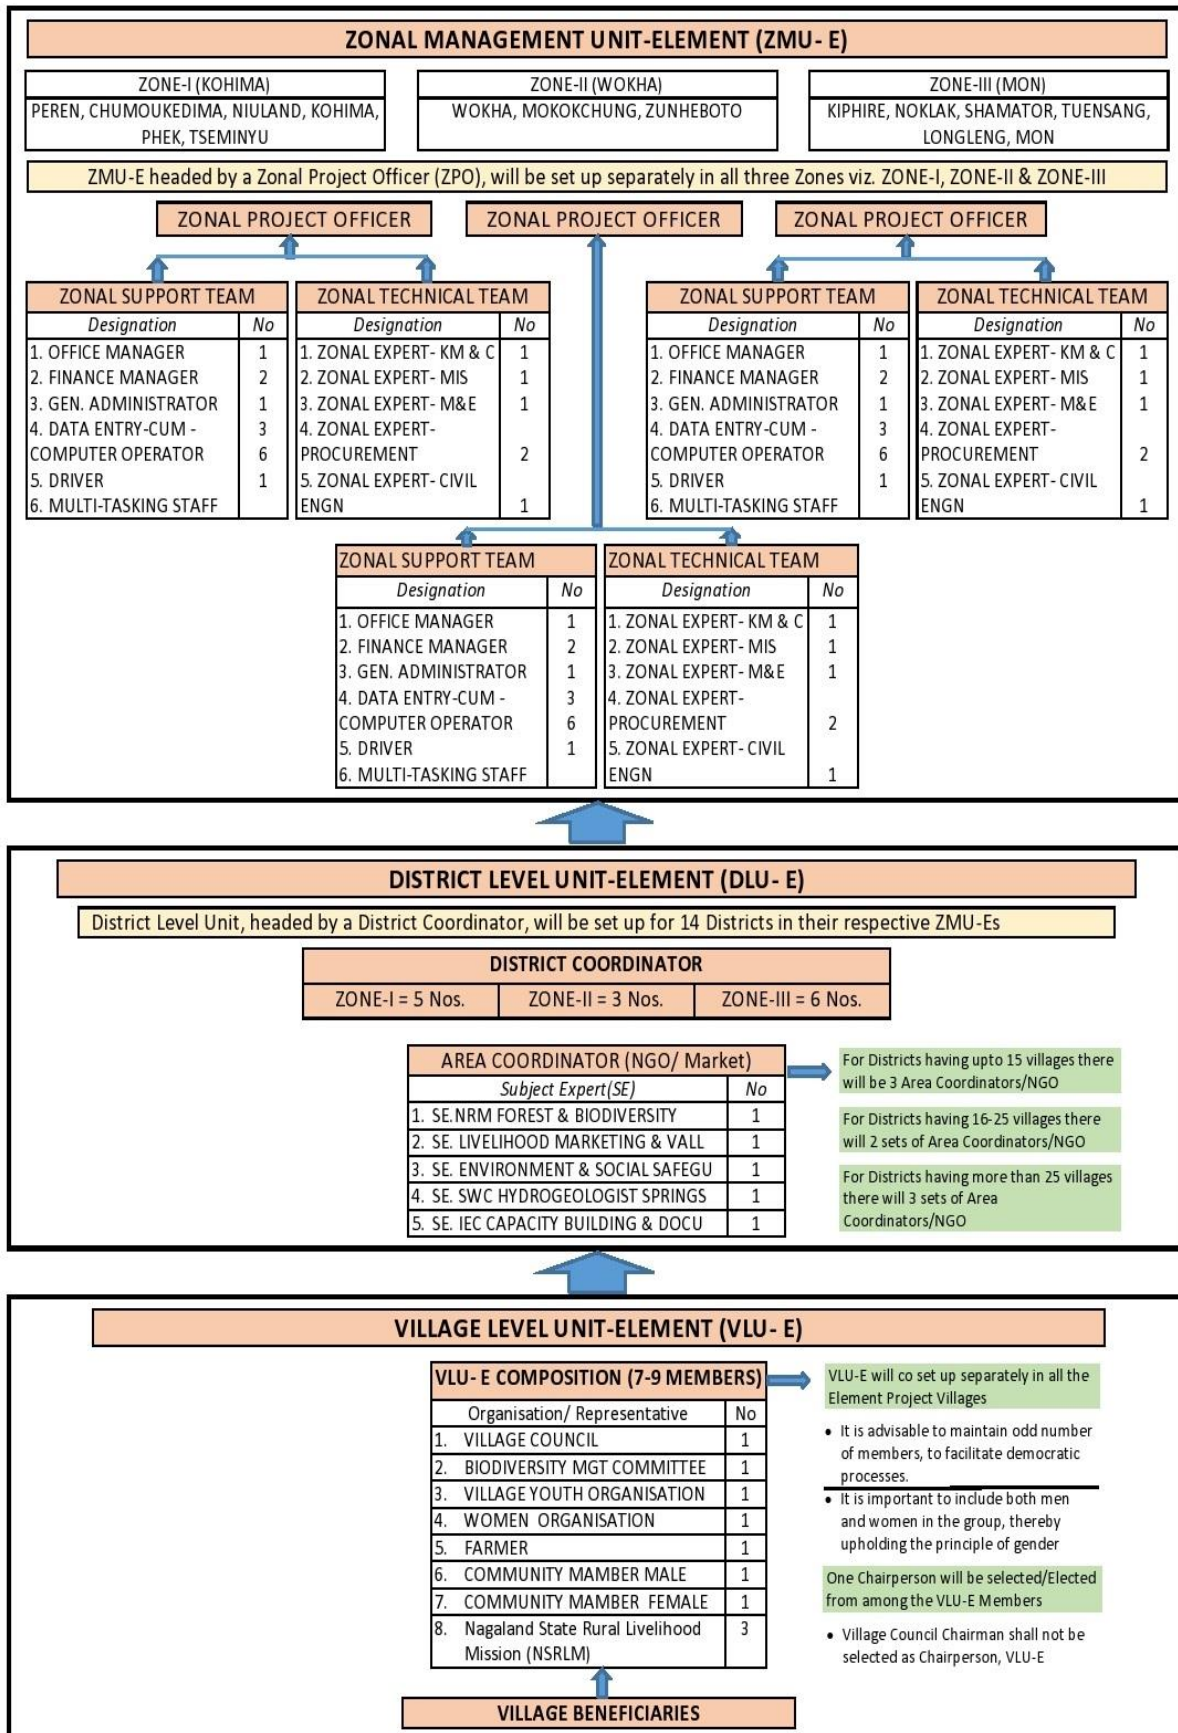 ZONAL MANAGEMENT UNIT-ELEMENT (ZMU- E)
ZONE-I (KOHIMA)
PEREN, CHUMOUKEDIMA, NIULAND, KOHIMA,
PHEK, TSEMINYU
ZONE-II (WOKHA)
WOKHA, MOKOKCHUNG, ZUNHEBOTO
ZONE-III (MON)
KIPHIRE, NOKLAK, SHAMATOR, TUENSANG,
LONGLENG, MON
ZMU-E headed by a Zonal Project Officer (ZPO), will be set up separately in all three Zones viz. ZONE-I, ZONE-II & ZONE-III
ZONAL PROJECT OFFICER
ZONAL PROJECT OFFICER
ZONAL PROJECT OFFICER
ZONAL SUPPORT TEAM
Designation No
1. OFFICE MANAGER 1
2. FINANCE MANAGER 2
3. GEN. ADMINISTRATOR 1
4. DATA ENTRY-CUM - 3
COMPUTER OPERATOR 6
5. DRIVER 1
6. MULTI-TASKING STAFF
ZONAL TECHNICAL TEAM
Designation No
1. ZONAL EXPERT- KM & C 1
2. ZONAL EXPERT- MIS 1
3. ZONAL EXPERT- M&E 1
4. ZONAL EXPERT-
PROCUREMENT 2
5. ZONAL EXPERT- CIVIL
ENGN 1
ZONAL SUPPORT TEAM
Designation No
1. OFFICE MANAGER 1
2. FINANCE MANAGER 2
3. GEN. ADMINISTRATOR 1
4. DATA ENTRY-CUM - 3
COMPUTER OPERATOR 6
5. DRIVER 1
6. MULTI-TASKING STAFF
ZONAL TECHNICAL TEAM
Designation No
1. ZONAL EXPERT- KM & C 1
2. ZONAL EXPERT- MIS 1
3. ZONAL EXPERT- M&E 1
4. ZONAL EXPERT-
PROCUREMENT 2
5. ZONAL EXPERT- CIVIL
ENGN 1
ZONAL SUPPORT TEAM
Designation No
1. OFFICE MANAGER 1
2. FINANCE MANAGER 2
3. GEN. ADMINISTRATOR 1
4. DATA ENTRY-CUM - 3
COMPUTER OPERATOR 6
5. DRIVER 1
6. MULTI-TASKING STAFF
ZONAL TECHNICAL TEAM
Designation No
1. ZONAL EXPERT- KM & C 1
2. ZONAL EXPERT- MIS 1
3. ZONAL EXPERT- M&E 1
4. ZONAL EXPERT-
PROCUREMENT 2
5. ZONAL EXPERT- CIVIL
ENGN 1
DISTRICT LEVEL UNIT-ELEMENT (DLU- E)
District Level Unit, headed by a District Coordinator, will be set up for 14 Districts in their respective ZMU-Es
DISTRICT COORDINATOR
ZONE-I = 5 Nos. ZONE-II = 3 Nos. ZONE-III = 6 Nos.
AREA COORDINATOR (NGO/ Market)
Subject Expert(SE) No
1. SE.NRM FOREST & BIODIVERSITY 1
2. SE. LIVELIHOOD MARKETING & VALL 1
3. SE. ENVIRONMENT & SOCIAL SAFEGU 1
4. SE. SWC HYDROGEOLOGIST SPRINGS 1
5. SE. IEC CAPACITY BUILDING & DOCU 1
For Districts having upto 15 villages there
will be 3 Area Coordinators/NGO
For Districts having 16-25 villages there
will 2 sets of Area Coordinators/NGO
For Districts having more than 25 villages
there will 3 sets of Area
Coordinators/NGO
VILLAGE LEVEL UNIT-ELEMENT (VLU- E)
VLU- E COMPOSITION (7-9 MEMBERS)
Organisation/ Representative No
1. VILLAGE COUNCIL 1
2. BIODIVERSITY MGT COMMITTEE 1
3. VILLAGE YOUTH ORGANISATION 1
4. WOMEN ORGANISATION 1
5. FARMER 1
6. COMMUNITY MAMBER MALE 1
7. COMMUNITY MAMBER FEMALE 1
8. Nagaland State Rural Livelihood 3
Mission (NSRLM)
VLU-E will co set up separately in all the
Element Project Villages
• It is advisable to maintain odd number
of members, to facilitate democratic
processes.
• It is important to include both men
and women in the group, thereby
upholding the principle of gender
One Chairperson will be selected/Elected
from among the VLU-E Members
• Village Council Chairman shall not be
selected as Chairperson, VLU-E
VILLAGE BENEFICIARIES